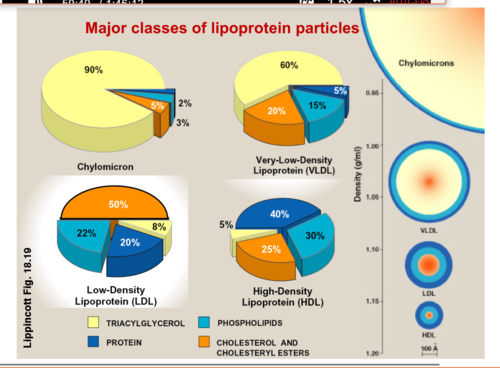 Major classes of lipoprotein particles
90%
5%
2%
3%
Chylomicron
60%
5%
15%
20%
Very-Low-Density
Lipoprotein (VLDL)
50%
8%
22%
20%
Low-Density
Lipoprotein (LDL)
40%
5%
30%
25%
High-Density
Lipoprotein (HDL)
TRIACYLGLYCEROL
PHOSPHOLIPIDS
PROTEIN
CHOLESTEROL AND
CHOLESTERYL ESTERS
Lippincott Fig. 18.19
Density (g/ml)
0.95
1.00
1.05
1.10
1.15
1.20
Chylomicrons
VLDL
LDL
HDL
100 Å